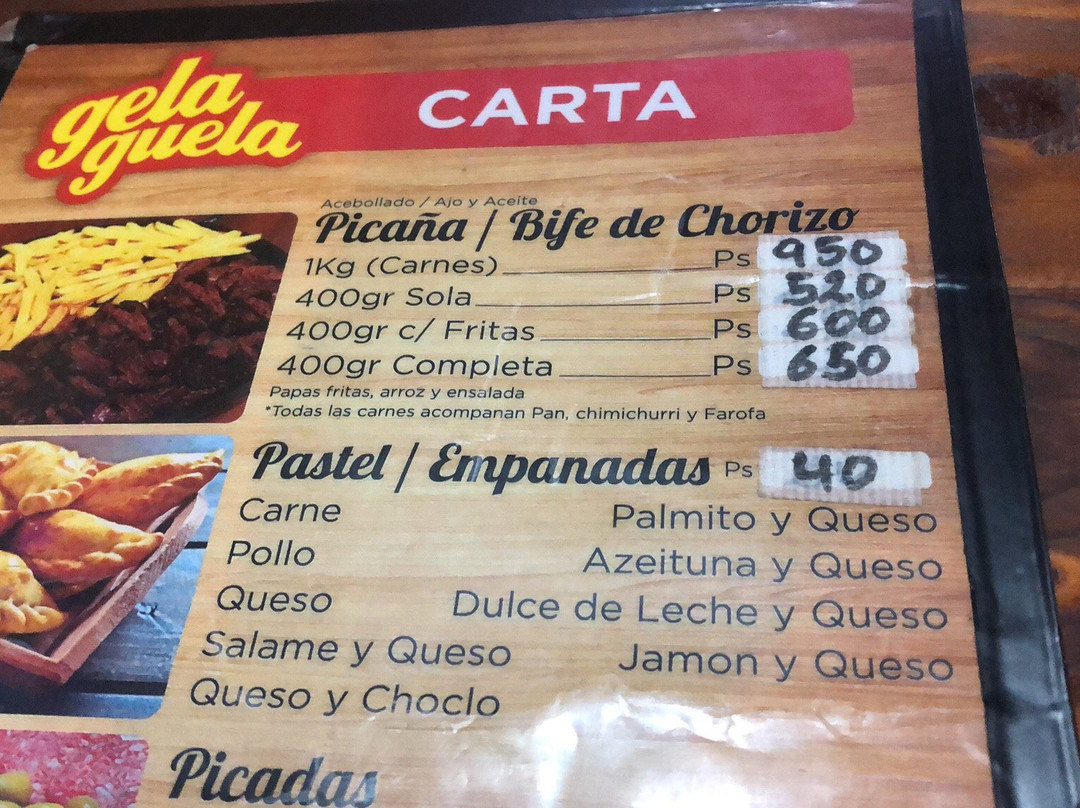 gela
guela
CARTA
Acebollado / Ajo y Aceite
Picaña / Bife de Chorizo
1Kg (Carnes) Ps 950
400gr Sola Ps 520
400gr c/ Fritas Ps 600
400gr Completa Ps 650
Papas fritas, arroz y ensalada
*Todas las carnes acompanan Pan, chimichurri y Farofa
Pastel / Empanadas Ps 40
Carne
Pollo
Queso
Salame y Queso
Queso y Choclo
Palmito y Queso
Azeituna y Queso
Dulce de Leche y Queso
Jamon y Queso
Picadas